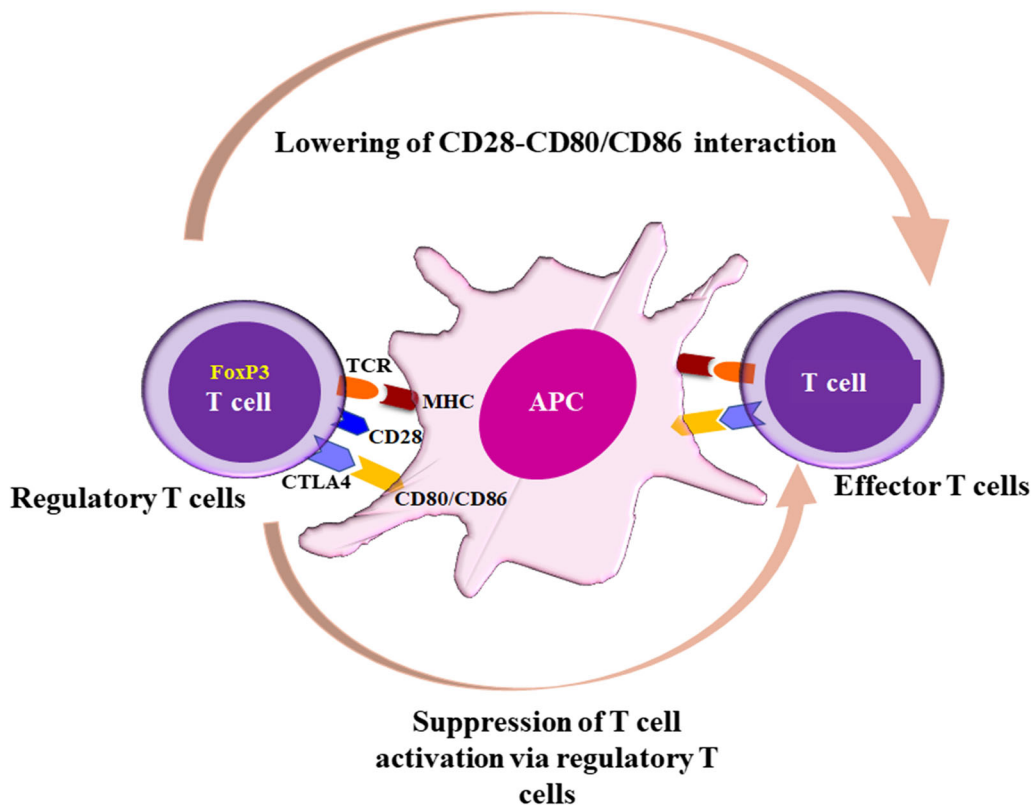 Lowering of CD28-CD80/CD86 interaction
FoxP3
T cell
TCR
MHC
CD28
CTLA4
CD80/CD86
Regulatory T cells
APC
T cell
Effector T cells
Suppression of T cell
activation via regulatory T
cells